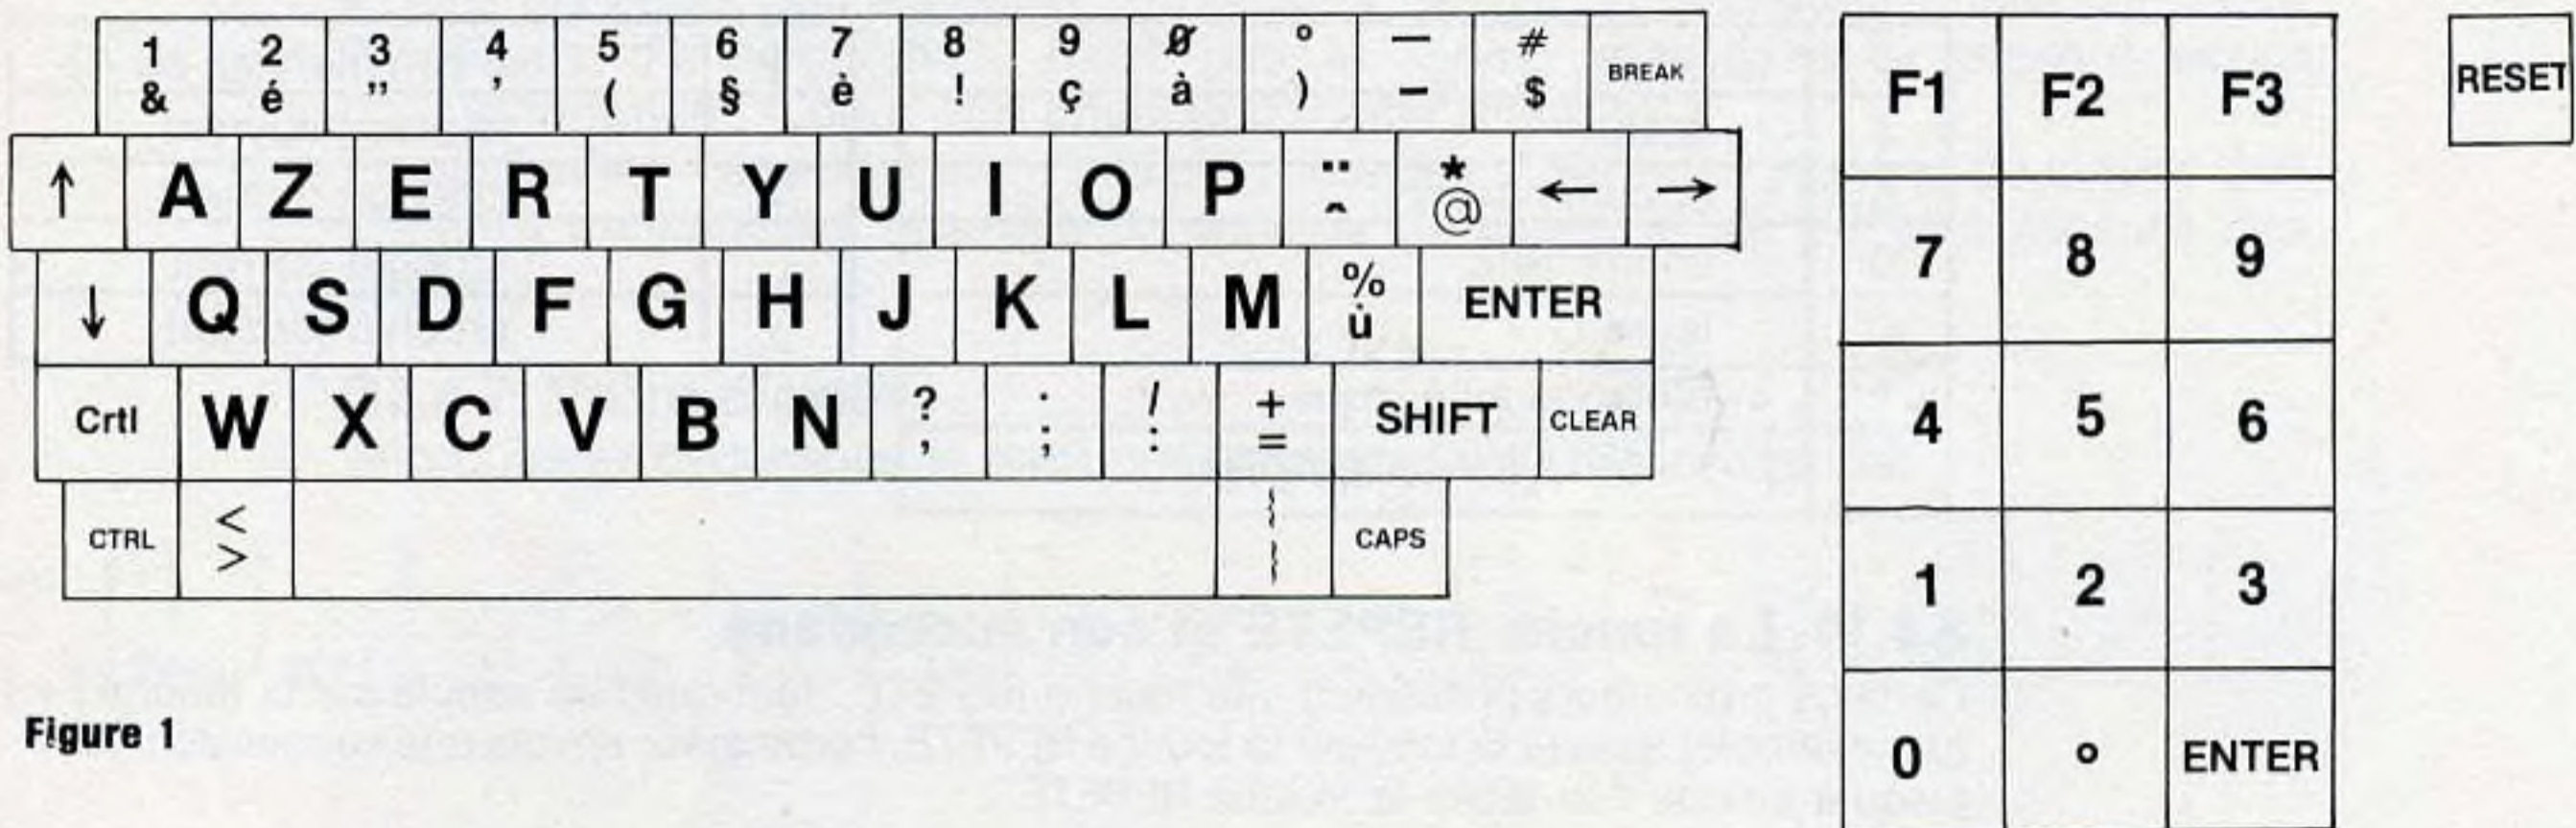 1 2 3 4 5 6 7 8 9 0 ° — # BREAK
& é " ' ( § è ! ç à ) - $
↑ A Z E R T Y U I O P ¨ * ← →
^ @
↓ Q S D F G H J K L M % ENTER
ù
Crtl W X C V B N ? . / + SHIFT CLEAR
, ; : =
CTRL < { CAPS
> }
F1 F2 F3
7 8 9
4 5 6
1 2 3
0 ° ENTER
RESET
Figure 1